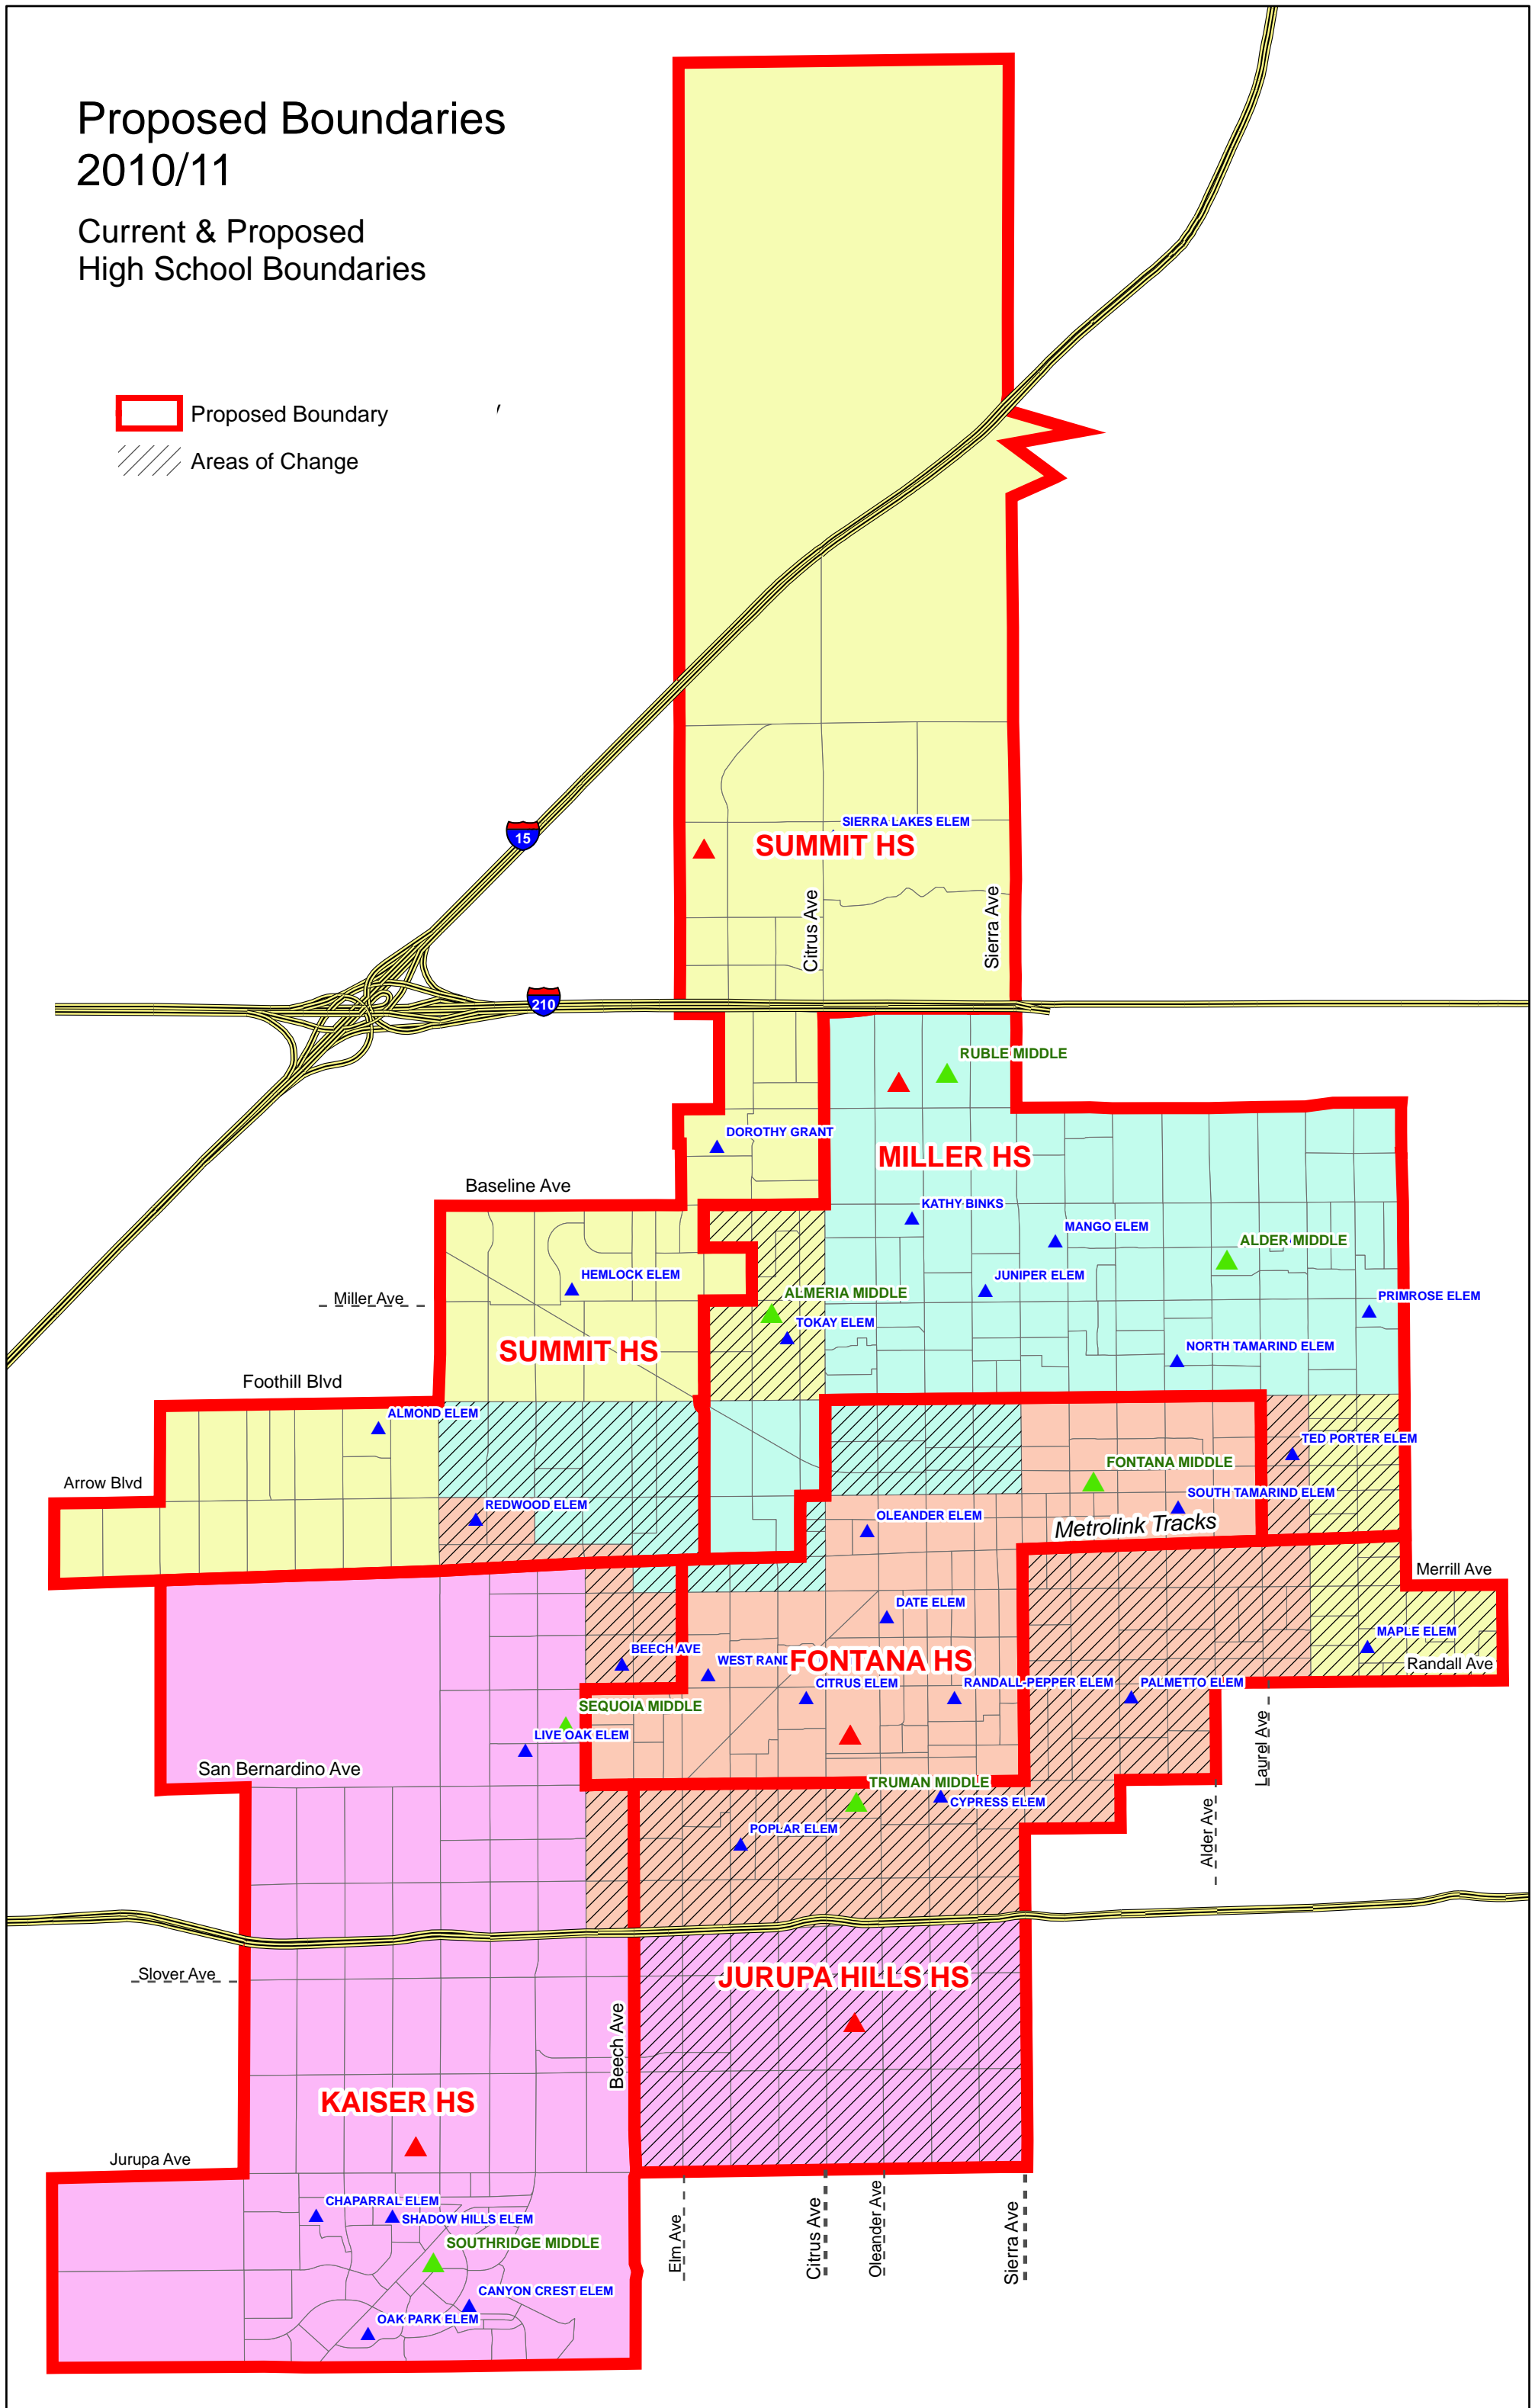 Proposed Boundaries
2010/11
Current & Proposed
High School Boundaries
Proposed Boundary
Areas of Change
15
SIERRA LAKES ELEM
SUMMIT HS
Citrus Ave
Sierra Ave
210
RUBLE MIDDLE
DOROTHY GRANT
MILLER HS
Baseline Ave
KATHY BINKS
MANGO ELEM
ALDER MIDDLE
HEMLOCK ELEM
JUNIPER ELEM
Miller Ave
ALMERIA MIDDLE
PRIMROSE ELEM
TOKAY ELEM
SUMMIT HS
NORTH TAMARIND ELEM
Foothill Blvd
ALMOND ELEM
TED PORTER ELEM
FONTANA MIDDLE
Arrow Blvd
SOUTH TAMARIND ELEM
REDWOOD ELEM
OLEANDER ELEM
Metrolink Tracks
Merrill Ave
DATE ELEM
MAPLE ELEM
BEECH AVE
WEST RAND
FONTANA HS
Randall Ave
CITRUS ELEM
RANDALL-PEPPER ELEM
PALMETTO ELEM
SEQUOIA MIDDLE
LIVE OAK ELEM
Laurel Ave
San Bernardino Ave
TRUMAN MIDDLE
CYPRESS ELEM
POPLAR ELEM
Alder Ave
Slover Ave
JURUPA HILLS HS
Beech Ave
KAISER HS
Jurupa Ave
CHAPARRAL ELEM
SHADOW HILLS ELEM
SOUTHRIDGE MIDDLE
Elm Ave
Citrus Ave
Oleander Ave
Sierra Ave
CANYON CREST ELEM
OAK PARK ELEM